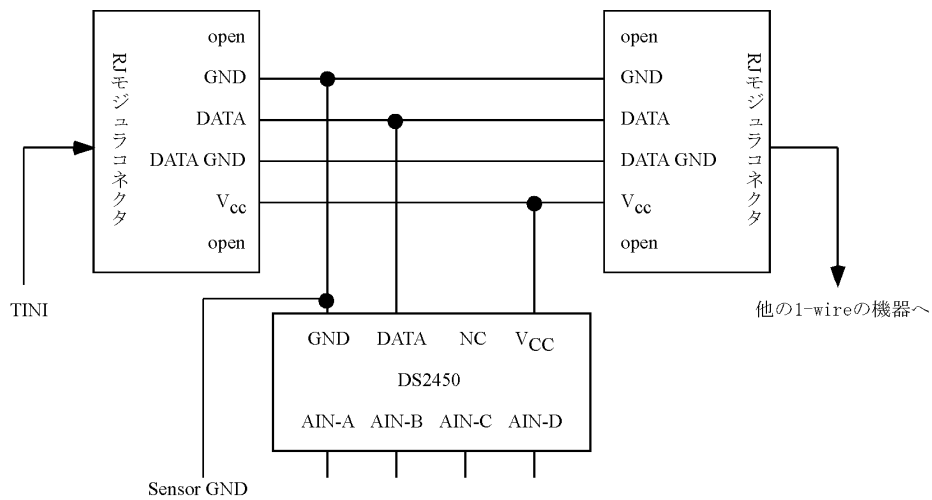 RJモジュラコネクタ
open
GND
DATA
DATA GND
Vcc
open
open
GND
DATA
DATA GND
Vcc
open
RJモジュラコネクタ
TINI
他の1-wireの機器へ
GND DATA NC VCC
DS2450
AIN-A AIN-B AIN-C AIN-D
Sensor GND